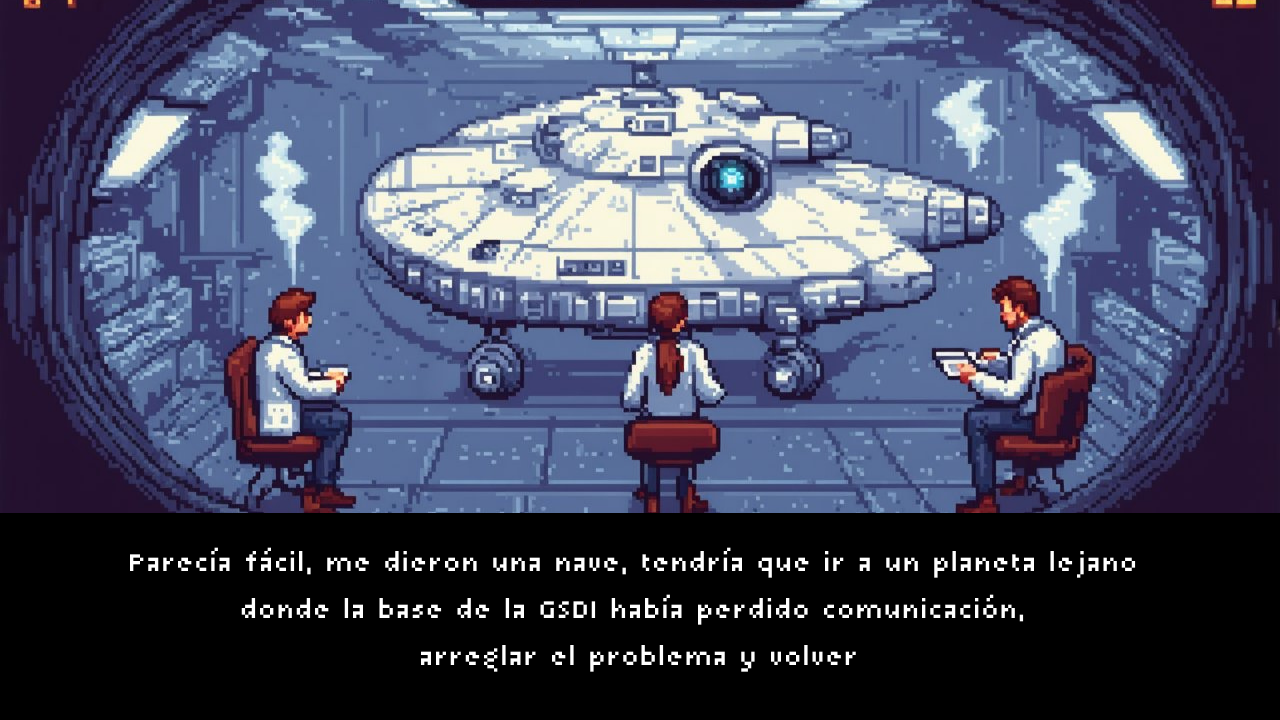 Parecía fácil, me dieron una nave, tendría que ir a un planeta lejano
donde la base de la GSDI había perdido comunicación,
arreglar el problema y volver